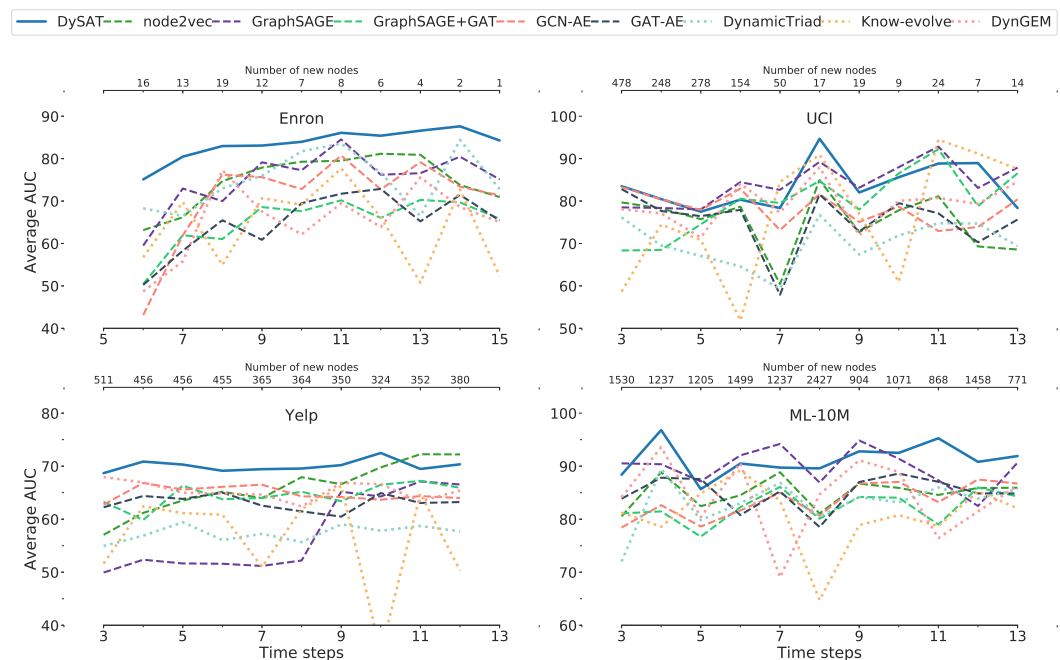 DySAT node2vec GraphSAGE GraphSAGE+GAT GCN-AE GAT-AE DynamicTriad Know-evolve DynGEM
Number of new nodes
16 13 19 12 7 8 6 4 2 1
Enron
90
80
70
60
50
40
Average AUC
5 7 9 11 13 15
Number of new nodes
478 248 278 154 50 17 19 9 24 7 14
UCI
100
90
80
70
60
50
3 5 7 9 11 13
Number of new nodes
511 456 456 455 365 364 350 324 352 380
Yelp
80
70
60
50
40
Average AUC
3 5 7 9 11 13
Time steps
Number of new nodes
1530 1237 1205 1499 1237 2427 904 1071 868 1458 771
ML-10M
100
90
80
70
60
3 5 7 9 11 13
Time steps